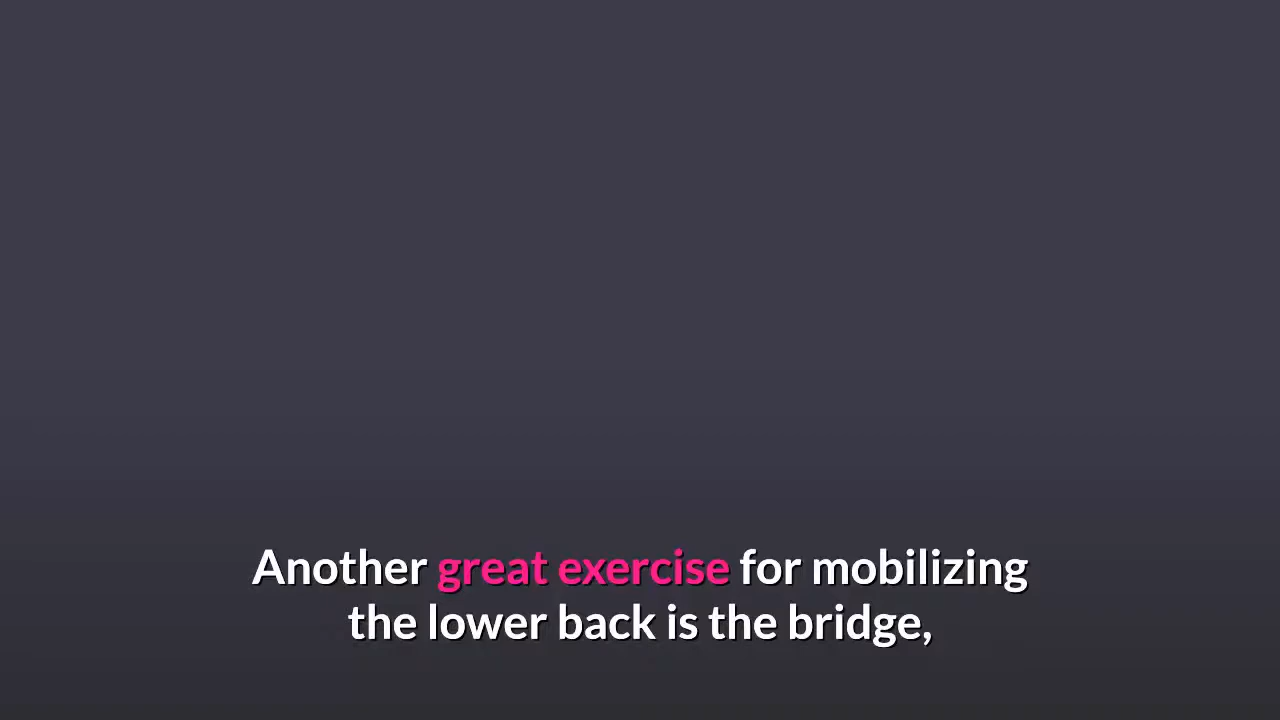 Another great exercise for mobilizing
the lower back is the bridge,